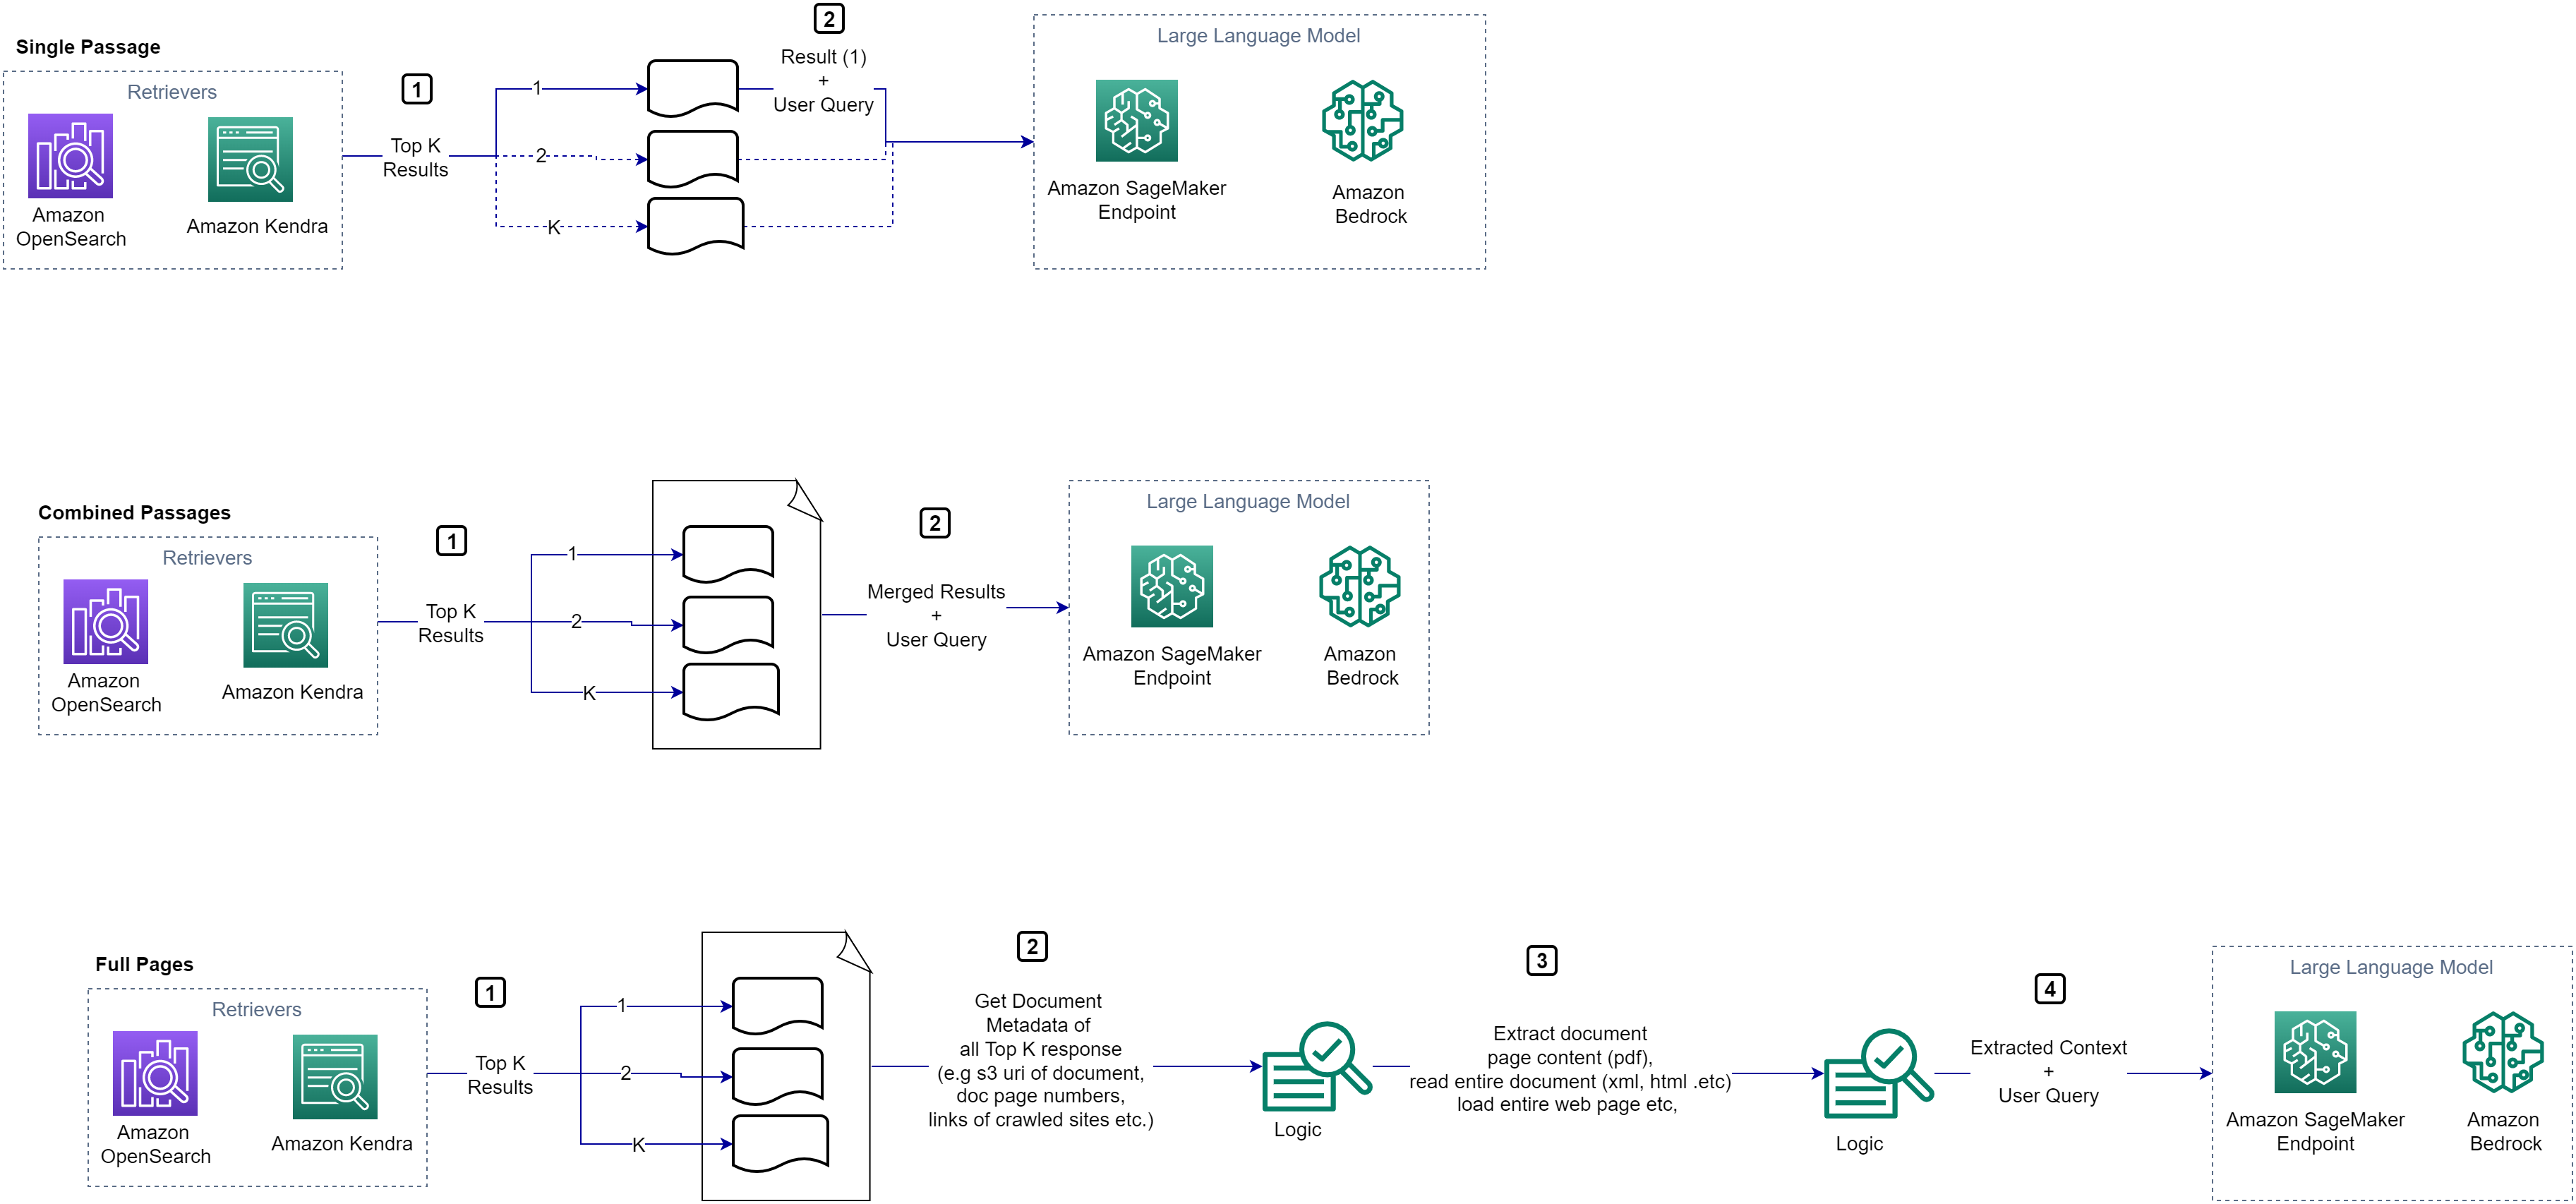 Single Passage
Retrievers
Amazon
OpenSearch
Amazon Kendra
1
Top K
Results
1
2
K
2
Result (1)
+
User Query
Large Language Model
Amazon SageMaker
Endpoint
Amazon
Bedrock
Combined Passages
Retrievers
Amazon
OpenSearch
Amazon Kendra
1
Top K
Results
1
2
K
2
Merged Results
+
User Query
Large Language Model
Amazon SageMaker
Endpoint
Amazon
Bedrock
Full Pages
Retrievers
Amazon
OpenSearch
Amazon Kendra
1
Top K
Results
1
2
K
2
Get Document
Metadata of
all Top K response
(e.g s3 uri of document,
doc page numbers,
links of crawled sites etc.)
Logic
3
Extract document
page content (pdf),
read entire document (xml, html .etc)
load entire web page etc,
Logic
4
Extracted Context
+
User Query
Large Language Model
Amazon SageMaker
Endpoint
Amazon
Bedrock